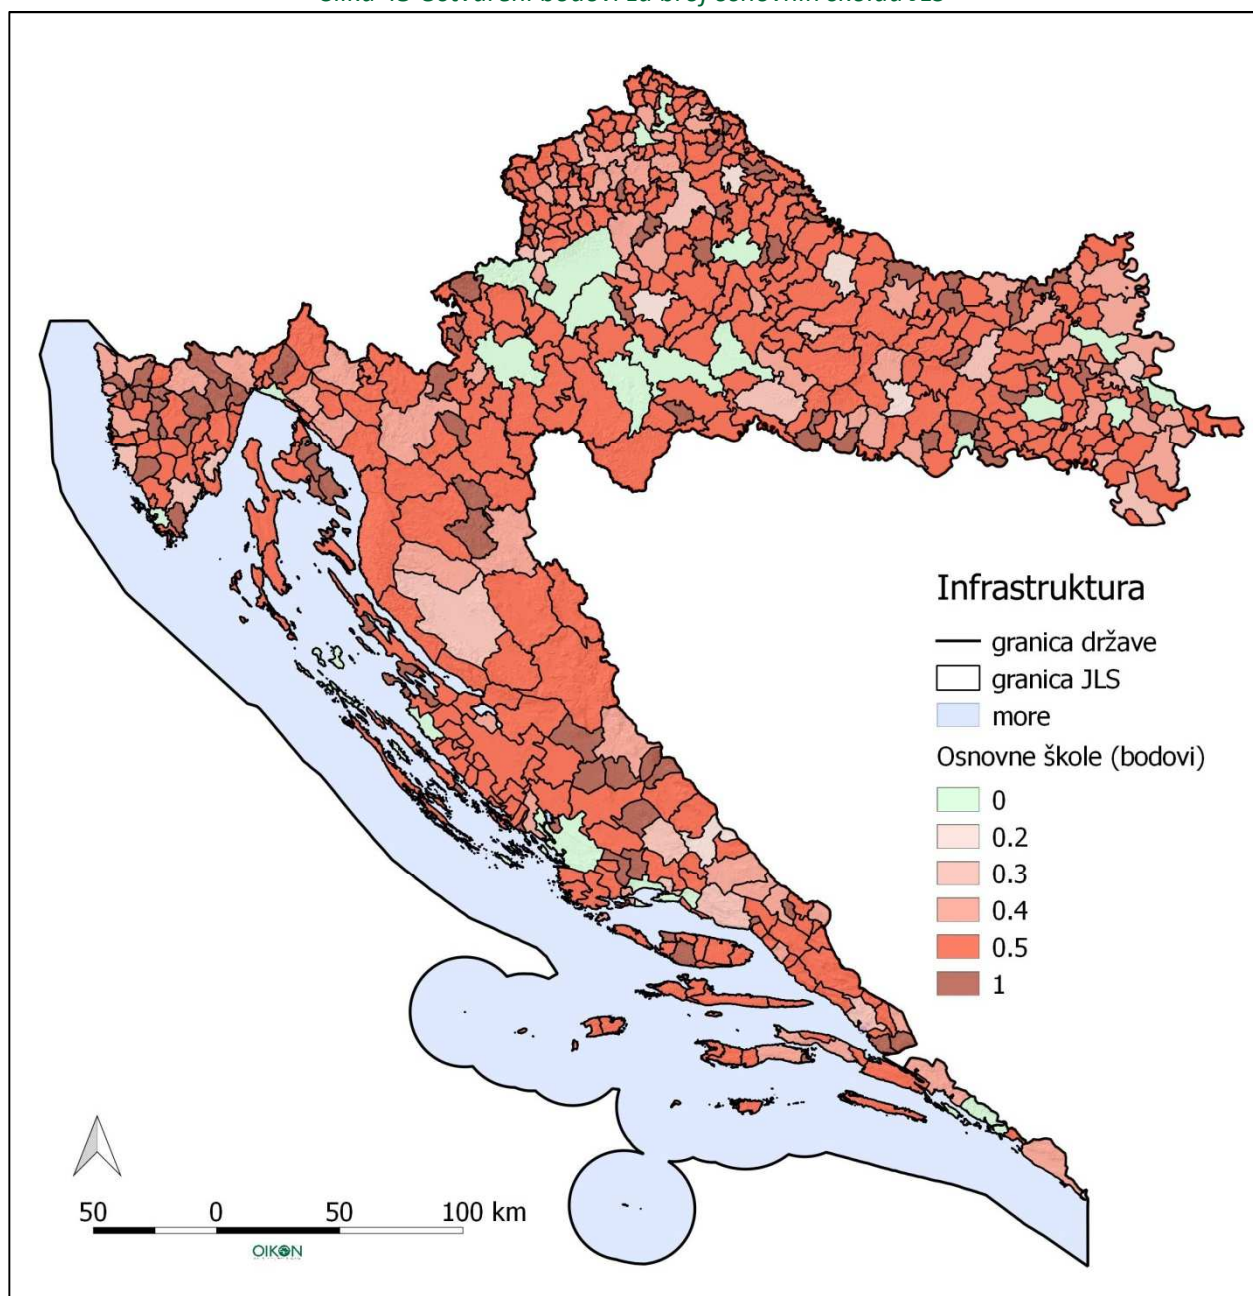 Infrastruktura
granica države
granica JLS
more
Osnovne škole (bodovi)
0
0.2
0.3
0.4
0.5
1
50 0 50 100 km
OIKON